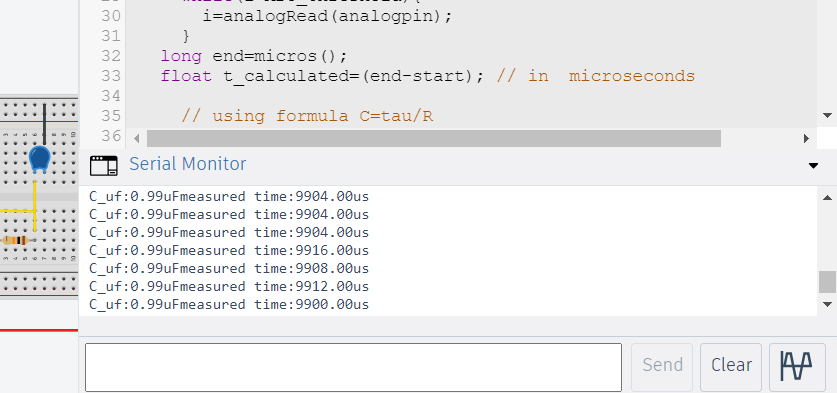 30 i=analogRead(analogpin);
31 }
32 long end=micros();
33 float t_calculated=(end-start); // in  microseconds
34
35 // using formula C=tau/R
36
Serial Monitor
C_uf:0.99uFmeasured time:9904.00us
C_uf:0.99uFmeasured time:9904.00us
C_uf:0.99uFmeasured time:9904.00us
C_uf:0.99uFmeasured time:9916.00us
C_uf:0.99uFmeasured time:9908.00us
C_uf:0.99uFmeasured time:9912.00us
C_uf:0.99uFmeasured time:9900.00us
Send Clear